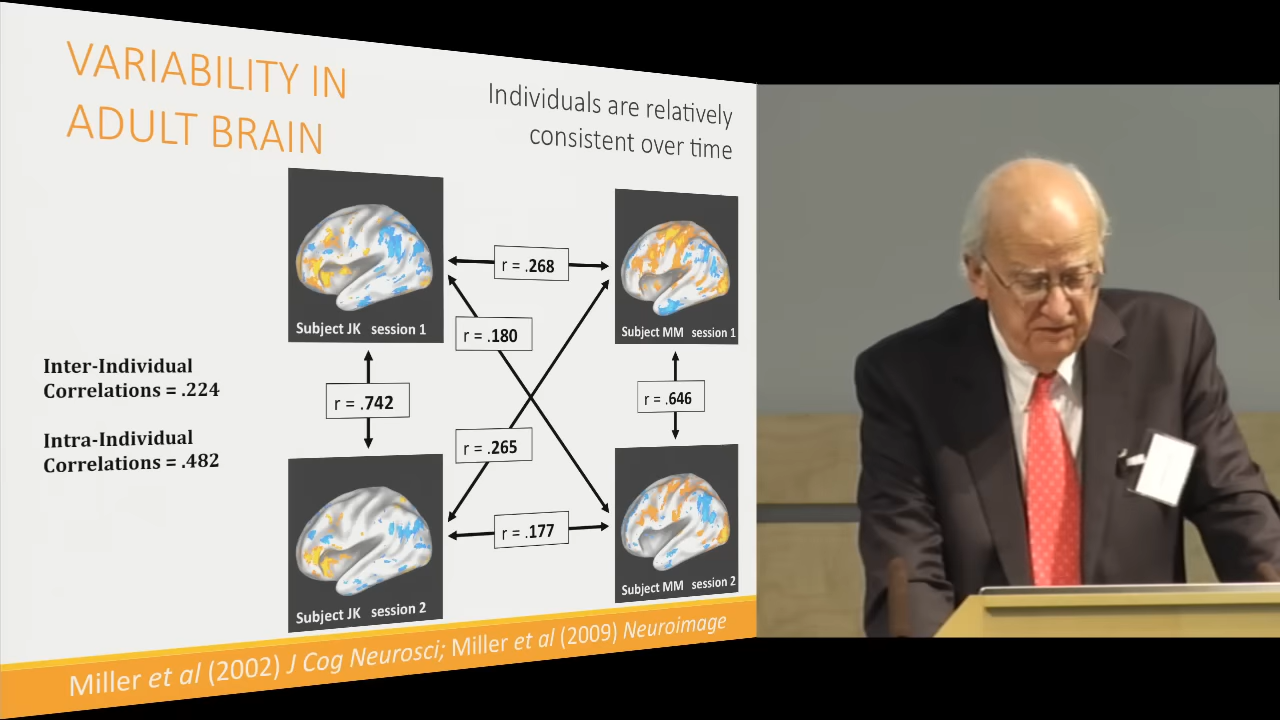 VARIABILITY IN
ADULT BRAIN
Individuals are relatively
consistent over time
Subject JK session 1
Subject MM session 1
r = .268
r = .180
Inter-Individual
Correlations = .224
r = .742
r = .646
Intra-Individual
Correlations = .482
r = .265
r = .177
Subject JK session 2
Subject MM session 2
Miller et al (2002) J Cog Neurosci; Miller et al (2009) Neuroimage